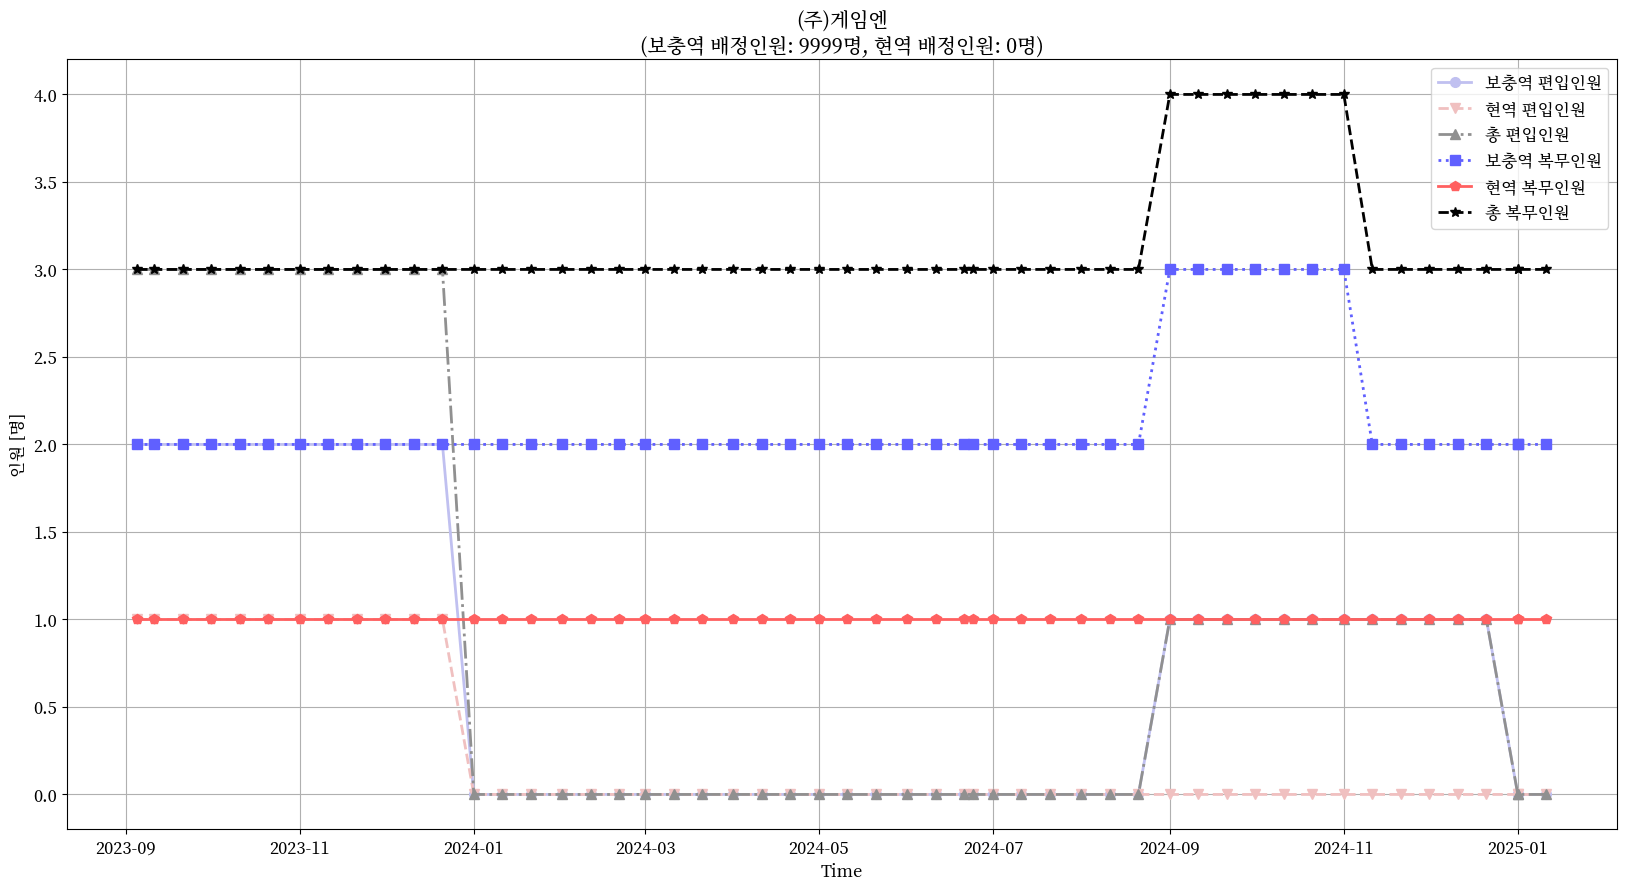 (주)게임엔
(보충역 배정인원: 9999명, 현역 배정인원: 0명)
인원 [명]
4.0
3.5
3.0
2.5
2.0
1.5
1.0
0.5
0.0
보충역 편입인원
현역 편입인원
총 편입인원
보충역 복무인원
현역 복무인원
총 복무인원
2023-09 2023-11 2024-01 2024-03 2024-05 2024-07 2024-09 2024-11 2025-01
Time